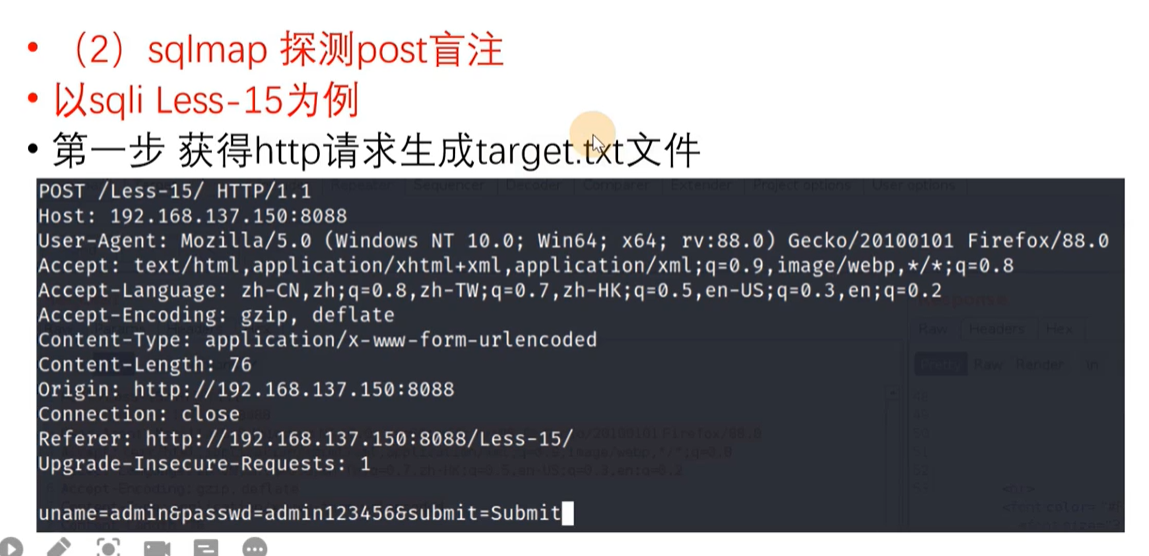 （2）sqlmap 探测post盲注
以sqli Less-15为例
第一步 获得http请求生成target.txt文件
POST /Less-15/ HTTP/1.1
Host: 192.168.137.150:8088
User-Agent: Mozilla/5.0 (Windows NT 10.0; Win64; x64; rv:88.0) Gecko/20100101 Firefox/88.0
Accept: text/html,application/xhtml+xml,application/xml;q=0.9,image/webp,*/*;q=0.8
Accept-Language: zh-CN,zh;q=0.8,zh-TW;q=0.7,zh-HK;q=0.5,en-US;q=0.3,en;q=0.2
Accept-Encoding: gzip, deflate
Content-Type: application/x-www-form-urlencoded
Content-Length: 76
Origin: http://192.168.137.150:8088
Connection: close
Referer: http://192.168.137.150:8088/Less-15/
Upgrade-Insecure-Requests: 1
uname=admin&passwd=admin123456&submit=Submit